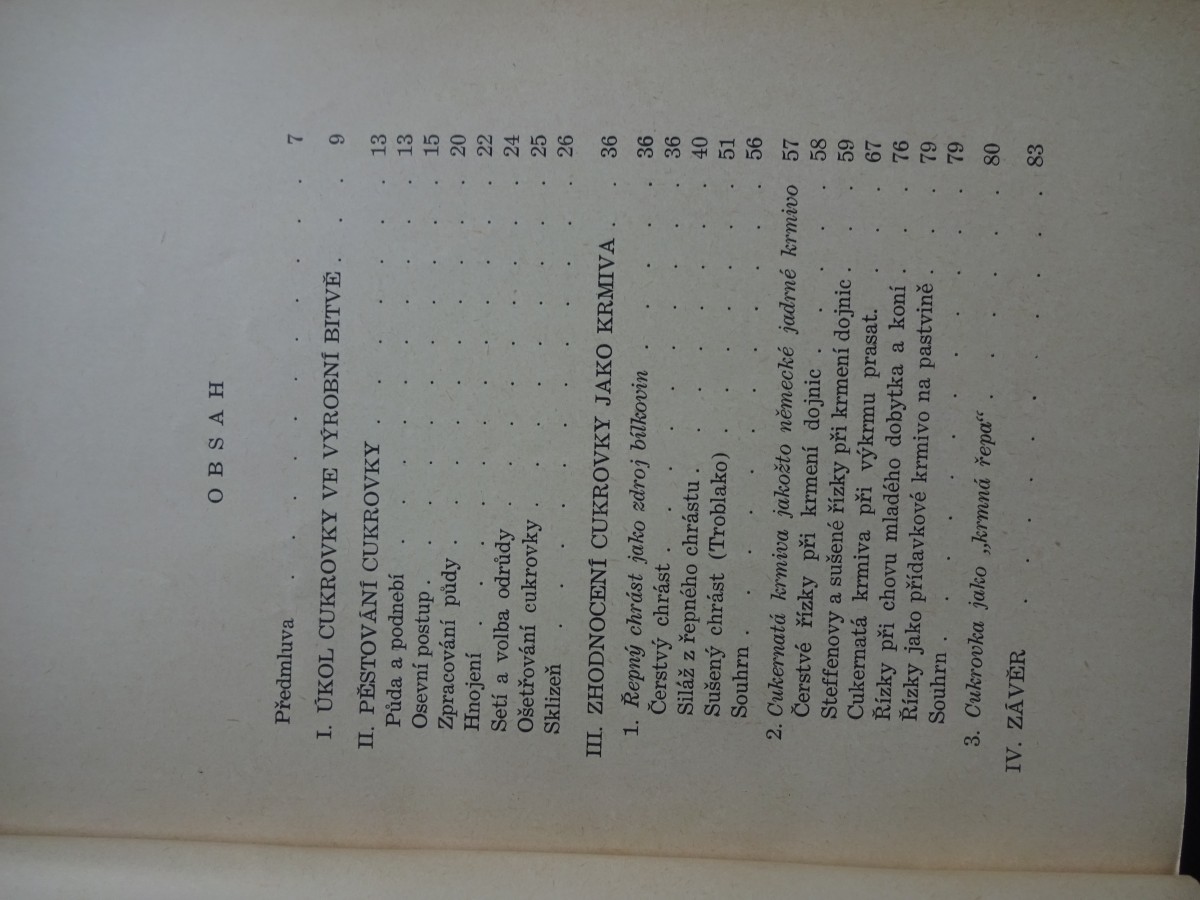 OBSAH
Předmluva . . . . . . . . . . . 7
I. ÚKOL CUKROVKY VE VÝROBNÍ BITVĚ . . . 9
II. PĚSTOVÁNÍ CUKROVKY . . . . . . . 13
Půda a podnebí . . . . . . . . . . 13
Osevní postup . . . . . . . . . . 15
Zpracování půdy . . . . . . . . . . 20
Hnojení . . . . . . . . . . . . 22
Setí a volba odrůdy . . . . . . . . . 24
Ošetřování cukrovky . . . . . . . . . 25
Sklizeň . . . . . . . . . . . . 26
III. ZHODNOCENÍ CUKROVKY JAKO KRMIVA . . 36
1. Řepný chrást jako zdroj bílkovin . . . . . . 36
Čerstvý chrást . . . . . . . . . . 36
Siláž z řepného chrástu . . . . . . . . 40
Sušený chrást (Troblako) . . . . . . . . 51
Souhrn . . . . . . . . . . . . 56
2. Cukernatá krmiva jakožto německé jadrné krmivo 57
Čerstvé řízky při krmení dojnic . . . . . . 58
Steffenovy a sušené řízky při krmení dojnic . . . 59
Cukernatá krmiva při výkrmu prasat. . . . . 67
Řízky při chovu mladého dobytka a koní . . . 76
Řízky jako přídavkové krmivo na pastvině . . . 79
Souhrn . . . . . . . . . . . . 79
3. Cukrovka jako „krmná řepa“ . . . . . . 80
IV. ZÁVĚR . . . . . . . . . . . 83